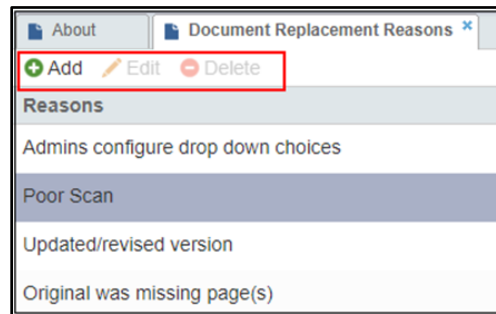 About Document Replacement Reasons ×
Add Edit Delete
Reasons
Admins configure drop down choices
Poor Scan
Updated/revised version
Original was missing page(s)